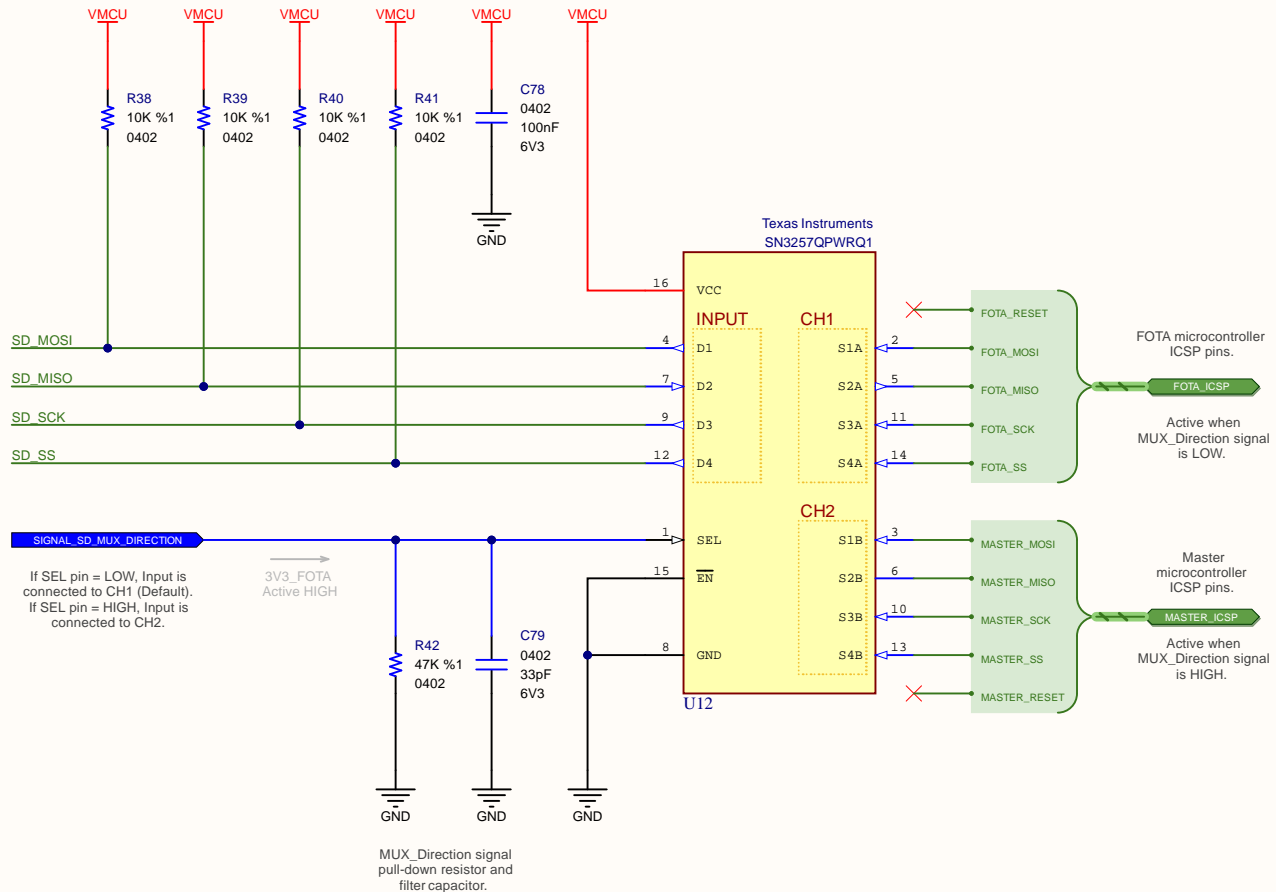 VMCU
VMCU
VMCU
VMCU
VMCU
VMCU
R38
10K %1
0402
R39
10K %1
0402
R40
10K %1
0402
R41
10K %1
0402
C78
0402
100nF
6V3
GND
Texas Instruments
SN3257QPWRQ1
16 VCC
INPUT
CH1
SD_MOSI
4 D1
S1A 2
SD_MISO
7 D2
S2A 5
SD_SCK
9 D3
S3A 11
SD_SS
12 D4
S4A 14
FOTA_RESET
FOTA_MOSI
FOTA_MISO
FOTA_SCK
FOTA_SS
FOTA microcontroller
ICSP pins.
FOTA_ICSP
Active when
MUX_Direction signal
is LOW.
CH2
SIGNAL_SD_MUX_DIRECTION
1 SEL
S1B 3
15 EN
S2B 6
S3B 10
8 GND
S4B 13
U12
MASTER_MOSI
MASTER_MISO
MASTER_SCK
MASTER_SS
MASTER_RESET
Master
microcontroller
ICSP pins.
MASTER_ICSP
Active when
MUX_Direction signal
is HIGH.
If SEL pin = LOW, Input is
connected to CH1 (Default).
If SEL pin = HIGH, Input is
connected to CH2.
3V3_FOTA
Active HIGH
R42
47K %1
0402
C79
0402
33pF
6V3
GND
GND
GND
MUX_Direction signal
pull-down resistor and
filter capacitor.